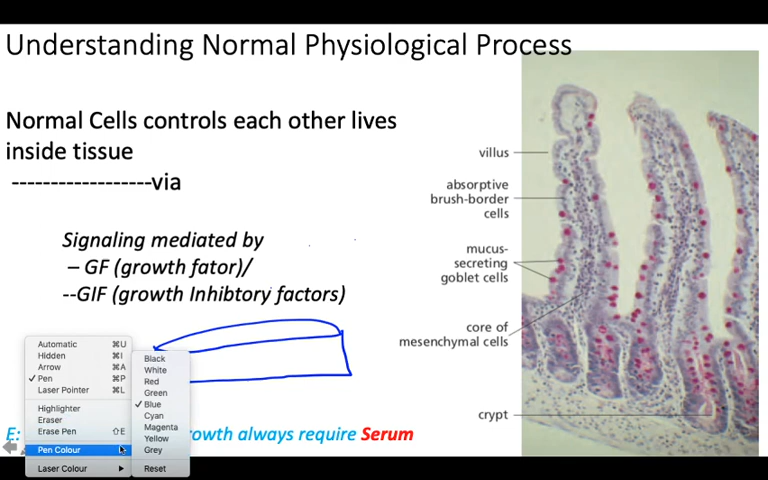 Understanding Normal Physiological Process
Normal Cells controls each other lives
inside tissue
------------------via
Signaling mediated by
– GF (growth fator)/
--GIF (growth Inhibtory factors)
villus
absorptive
brush-border
cells
mucus-
secreting
goblet cells
core of
mesenchymal cells
crypt
Automatic ⌘U
Hidden ⌘I
Arrow ⌘A
✓ Pen ⌘P
Laser Pointer ⌘L
Highlighter
Eraser
Erase Pen ⇧E
Pen Colour
Laser Colour
Black
White
Red
Green
✓ Blue
Cyan
Magenta
Yellow
Grey
Reset
E: owth always require Serum